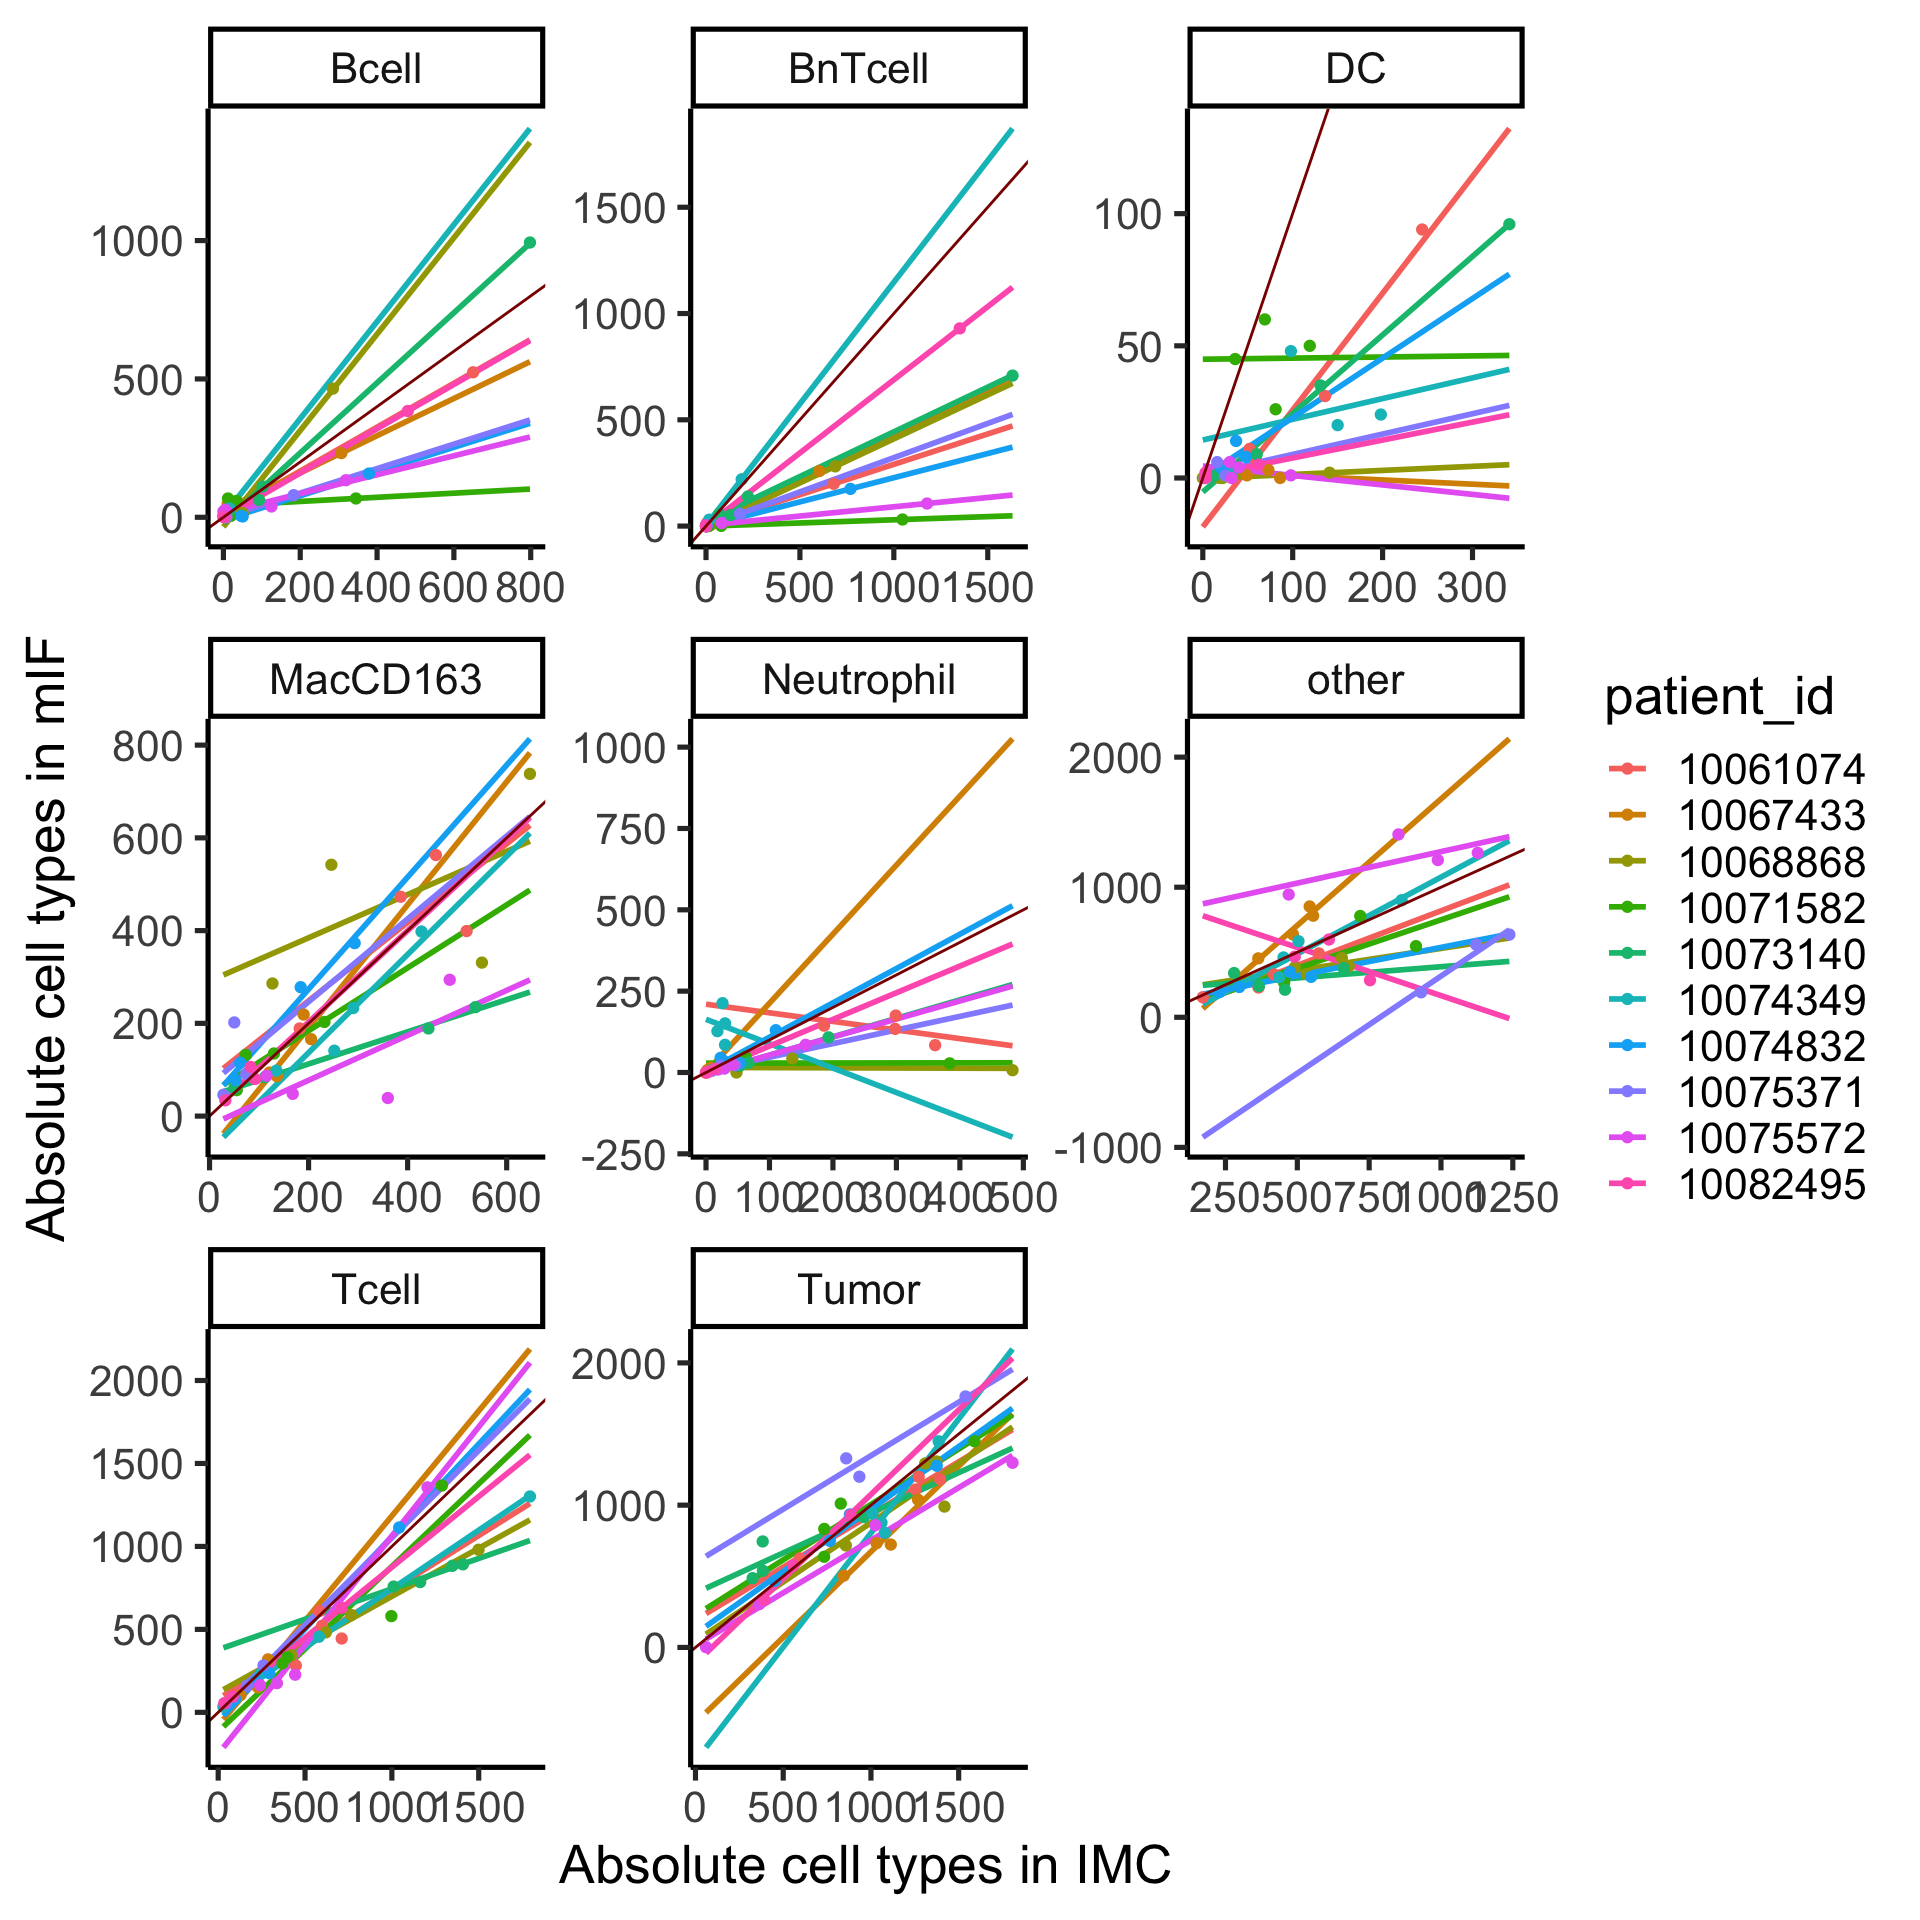 Bcell
BnTcell
DC
1000
500
0
1500
1000
500
0
100
50
0
0 200 400 600 800
0 500 1000 1500
0 100 200 300
MacCD163
Neutrophil
other
800
600
400
200
0
1000
750
500
250
0
-250
2000
1000
0
-1000
0 200 400 600
0 100 200 300 400 500
250 500 750 1000 1250
Tcell
Tumor
2000
1500
1000
500
0
2000
1000
0
0 500 1000 1500
0 500 1000 1500
Absolute cell types in IMC
Absolute cell types in mIF
patient_id
10061074
10067433
10068868
10071582
10073140
10074349
10074832
10075371
10075572
10082495